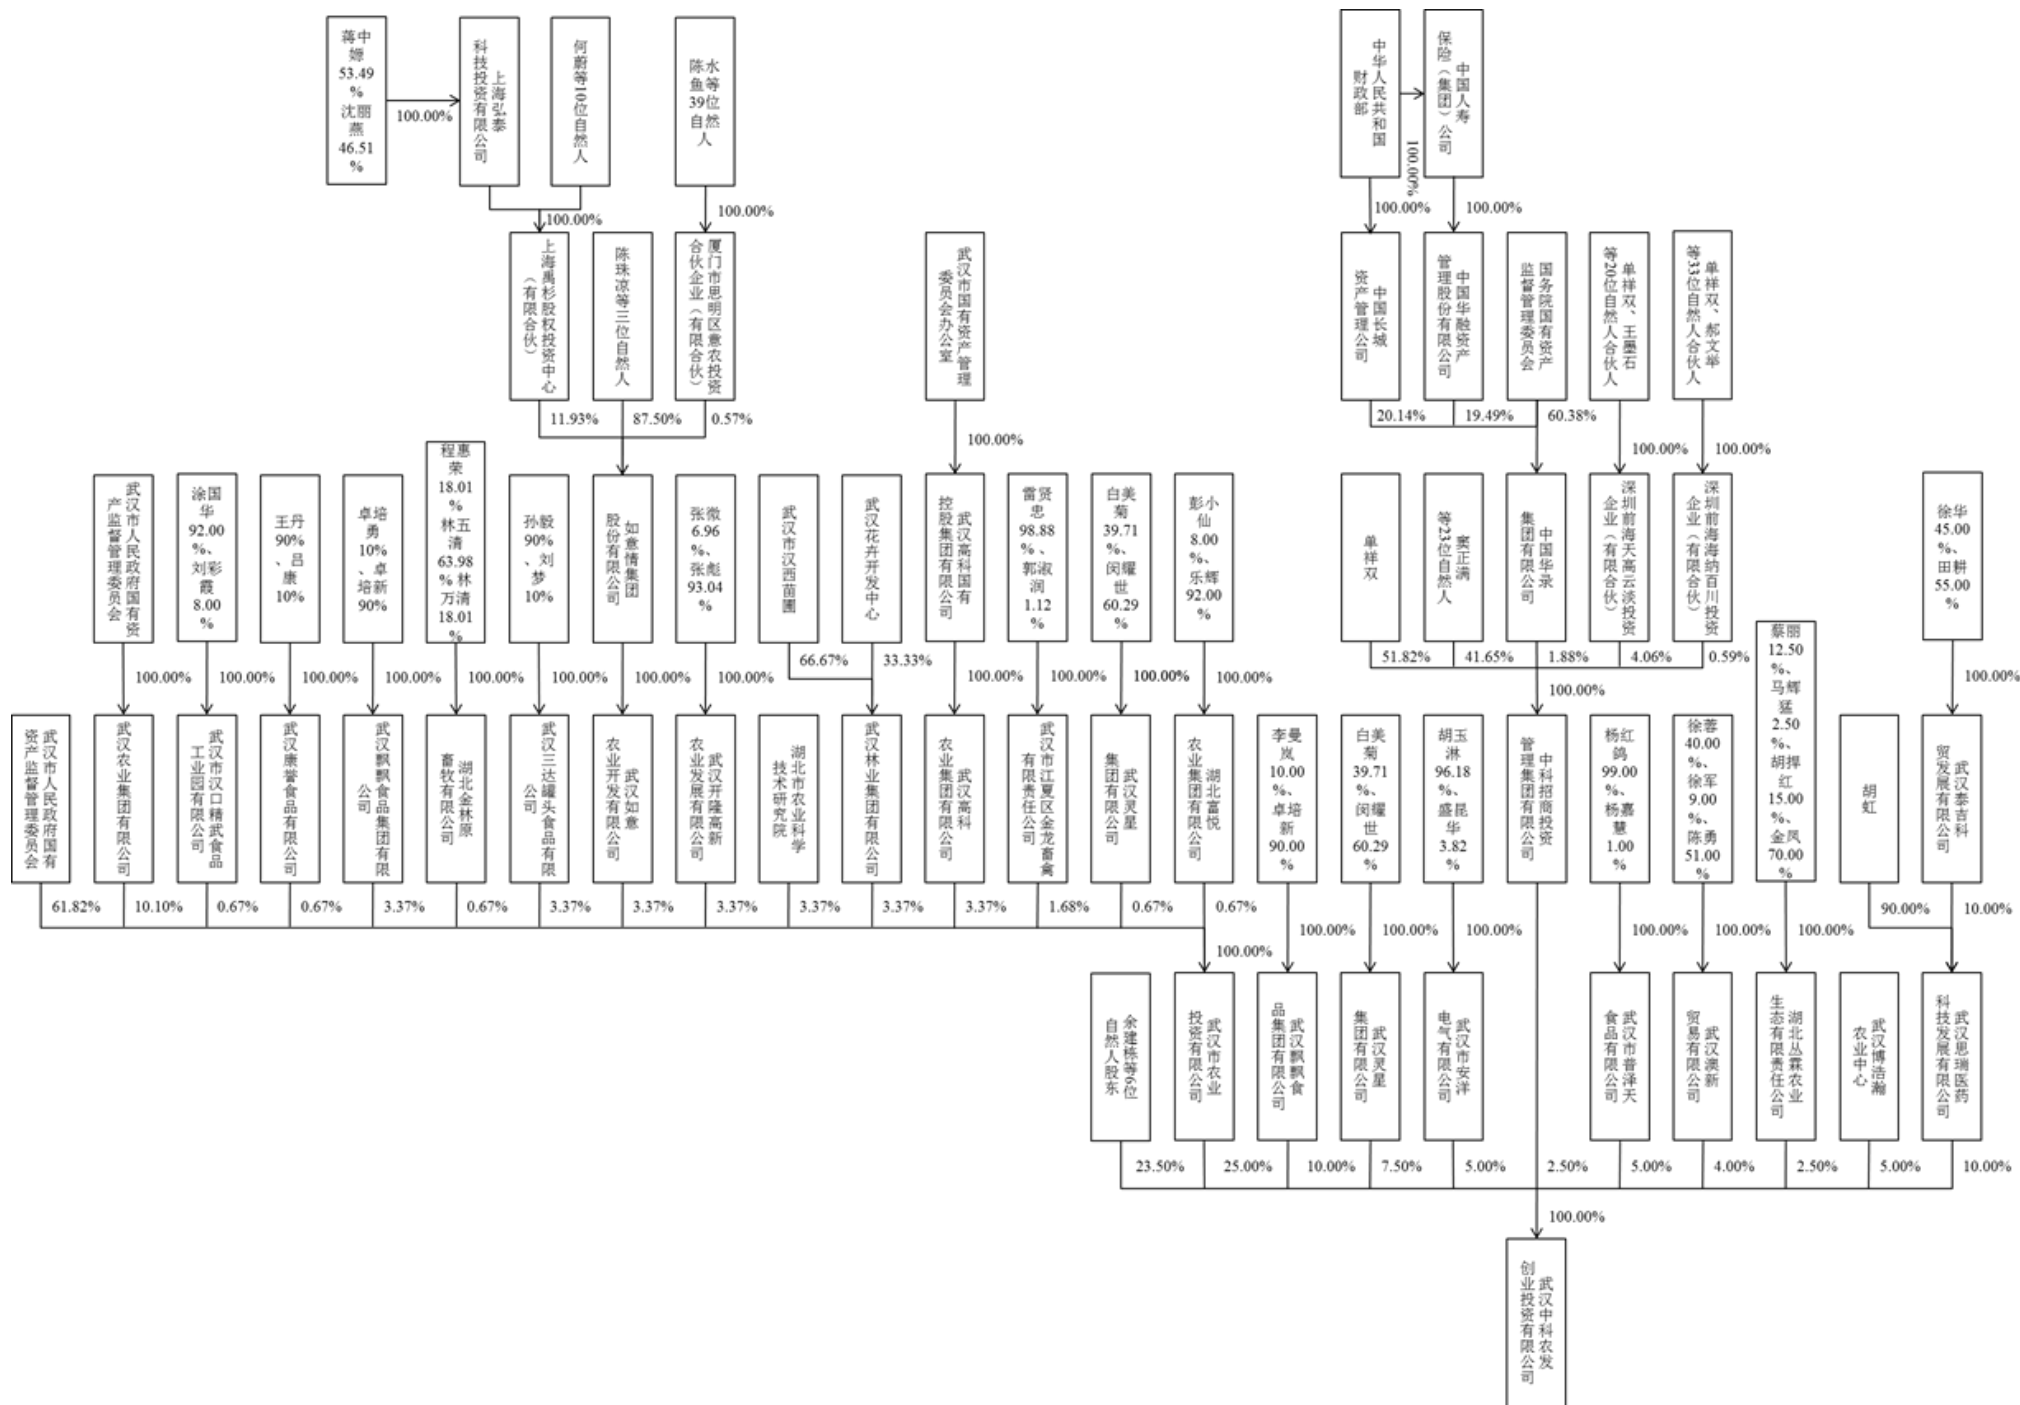 蒋中
嫄
53.49
%
沈丽
燕
46.51
%
100.00%
上海弘泰
科技投资有限公司
何蔚等10位自然人
水等位然
陈鱼39自人
中华人民共和国
财政部
100.00%
中国人寿
保险（集团）公司
100.00%
100.00%
100.00%
100.00%
上海禹杉股权投资中心
（有限合伙）
陈珠凉等三位自然人
厦门市思明区意农投资
合伙企业（有限合伙）
武汉市国有资产管理
委员会办公室
中国长城
资产管理公司
中国华融资产
管理股份有限公司
国务院国有资产
监督管理委员会
单祥双、王墨石
等20位自然人合伙人
单祥双、郝文举
等33位自然人合伙人
11.93%
87.50%
0.57%
100.00%
20.14%
19.49%
60.38%
100.00%
100.00%
武汉市人民政府国有资
产监督管理委员会
涂国
华
92.00
%、
刘彩
霞
8.00
%
王丹
90%
、吕
康
10%
卓培
勇
10%
、卓
培新
90%
程惠
荣
18.01
%
林五
清
63.98
% 林
万清
18.01
%
孙毅
90%
、刘
梦
10%
如意情集团
股份有限公司
张微
6.96
%、
张彪
93.04
%
武汉市汉西苗圃
武汉花卉开发中心
武汉高科国有
控股集团有限公司
雷贤
忠
98.88
%、
郭淑
润
1.12
%
白美
菊
39.71
%、
闵耀
世
60.29
%
彭小
仙
8.00
%、
乐辉
92.00
%
单祥双
窦正满
等23位自然人
中国华录
集团有限公司
深圳前海天高云淡投资
企业（有限合伙）
深圳前海海纳百川投资
企业（有限合伙）
徐华
45.00
%、
田耕
55.00
%
100.00%
100.00%
100.00%
100.00%
100.00%
100.00%
100.00%
100.00%
66.67%
33.33%
100.00%
100.00%
100.00%
100.00%
51.82%
41.65%
1.88%
4.06%
0.59%
100.00%
100.00%
武汉市人民政府国有
资产监督管理委员会
武汉农业集团有限公司
武汉市汉口精武食品
工业园有限公司
武汉康誉食品有限公司
武汉飘飘食品集团有限
公司
湖北金林原
畜牧有限公司
武汉三达罐头食品有限
公司
武汉如意
农业开发有限公司
武汉开隆高新
农业发展有限公司
湖北市农业科学
技术研究院
武汉林业集团有限公司
武汉高科
农业集团有限公司
武汉市江夏区金龙畜禽
有限责任公司
武汉灵星
集团有限公司
湖北富悦
农业集团有限公司
李曼
岚
10.00
%、
卓培
新
90.00
%
白美
菊
39.71
%、
闵耀
世
60.29
%
胡玉
淋
96.18
%、
盛昆
华
3.82
%
中科招商投资
管理集团有限公司
杨红
鸽
99.00
%、
杨嘉
慧
1.00
%
徐蓉
40.00
%、
徐军
9.00
%、
陈勇
51.00
%
蔡丽
12.50
%、
马辉
猛
2.50
%、
胡捍
红
15.00
%、
金凤
70.00
%
胡虹
武汉泰吉科
贸发展有限公司
61.82%
10.10%
0.67%
0.67%
3.37%
0.67%
3.37%
3.37%
3.37%
3.37%
3.37%
3.37%
1.68%
0.67%
0.67%
100.00%
100.00%
100.00%
100.00%
100.00%
100.00%
100.00%
90.00%
10.00%
余建栋等6位
自然人股东
武汉市农业
投资有限公司
武汉飘飘食
品集团有限公司
武汉灵星
集团有限公司
武汉市安洋
电气有限公司
武汉市普泽天
食品有限公司
武汉澳新
贸易有限公司
湖北丛霖农业
生态有限责任公司
武汉博浩瀚
农业中心
武汉思瑞医药
科技发展有限公司
23.50%
25.00%
10.00%
7.50%
5.00%
2.50%
5.00%
4.00%
2.50%
5.00%
10.00%
100.00%
武汉中科农发
创业投资有限公司